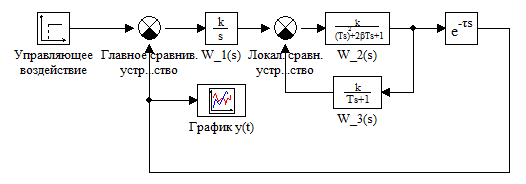 k
s
k
(Ts)²+2βTs+1
e^-τs
Управляющее
воздействие
Главное сравнив.
устр...ство
W_1(s)
Локал. сравн.
устр...ство
W_2(s)
k
Ts+1
W_3(s)
График y(t)